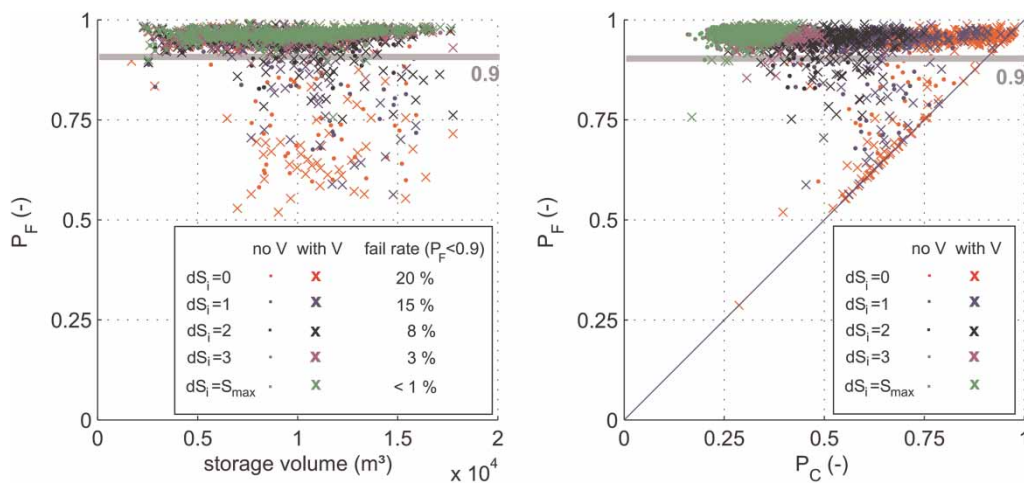 1
0.9
0.75
0.5
0.25
0
P_F (-)
no V with V fail rate (P_F<0.9)
dS_i=0 20 %
dS_i=1 15 %
dS_i=2 8 %
dS_i=3 3 %
dS_i=S_max < 1 %
0 0.5 1.0 1.5 2.0
storage volume (m³)
x 10⁴
1
0.9
0.75
0.5
0.25
0
P_F (-)
no V with V
dS_i=0
dS_i=1
dS_i=2
dS_i=3
dS_i=S_max
0 0.25 0.5 0.75
P_C (-)